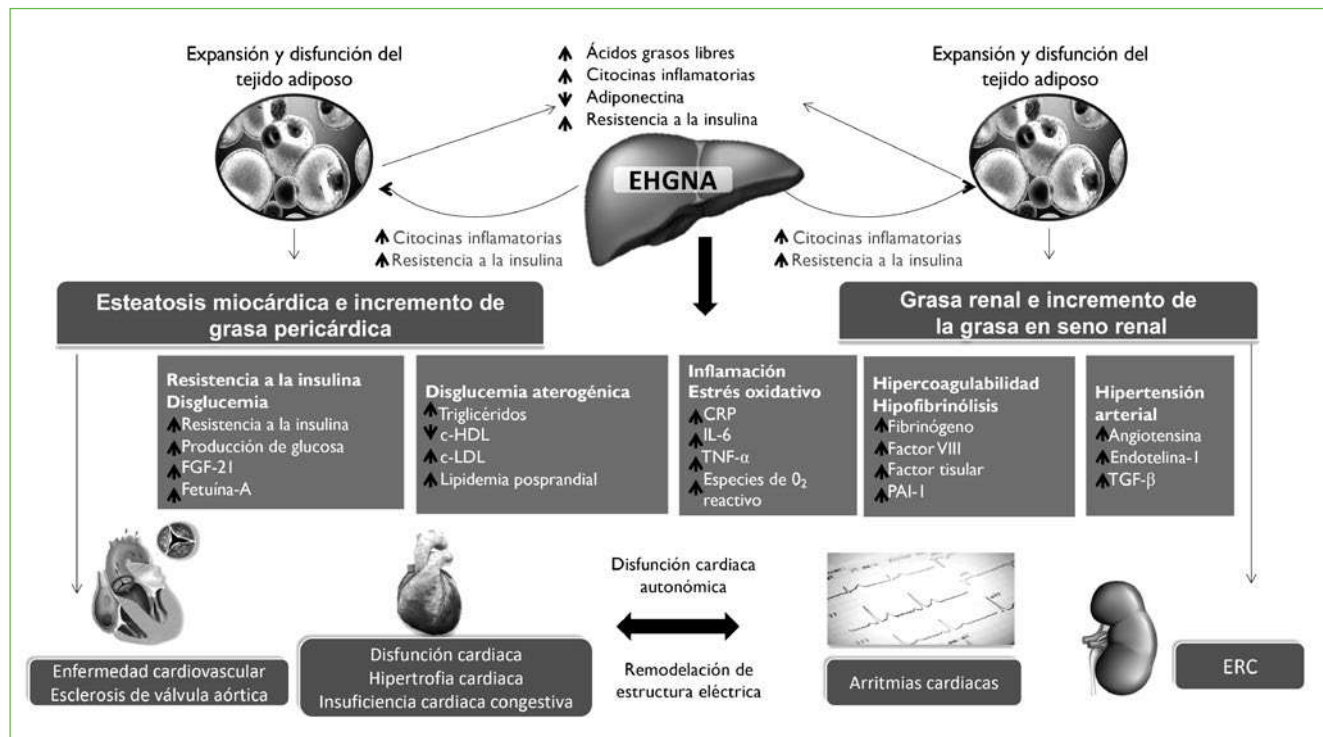 Expansión y disfunción del
tejido adiposo
Ácidos grasos libres
Citocinas inflamatorias
Adiponectina
Resistencia a la insulina
Expansión y disfunción del
tejido adiposo
EHGNA
Citocinas inflamatorias
Resistencia a la insulina
Citocinas inflamatorias
Resistencia a la insulina
Esteatosis miocárdica e incremento de
grasa pericárdica
Grasa renal e incremento de
la grasa en seno renal
Resistencia a la insulina
Disglucemia
Resistencia a la insulina
Producción de glucosa
FGF-21
Fetuína-A
Disglucemia aterogénica
Triglicéridos
c-HDL
c-LDL
Lipidemia posprandial
Inflamación
Estrés oxidativo
CRP
IL-6
TNF-α
Especies de 0₂
reactivo
Hipercoagulabilidad
Hipofibrinólisis
Fibrinógeno
Factor VIII
Factor tisular
PAI-1
Hipertensión
arterial
Angiotensina
Endotelina-1
TGF-β
Enfermedad cardiovascular
Esclerosis de válvula aórtica
Disfunción cardiaca
Hipertrofia cardiaca
Insuficiencia cardiaca congestiva
Disfunción cardiaca
autonómica
Remodelación de
estructura eléctrica
Arritmias cardiacas
ERC